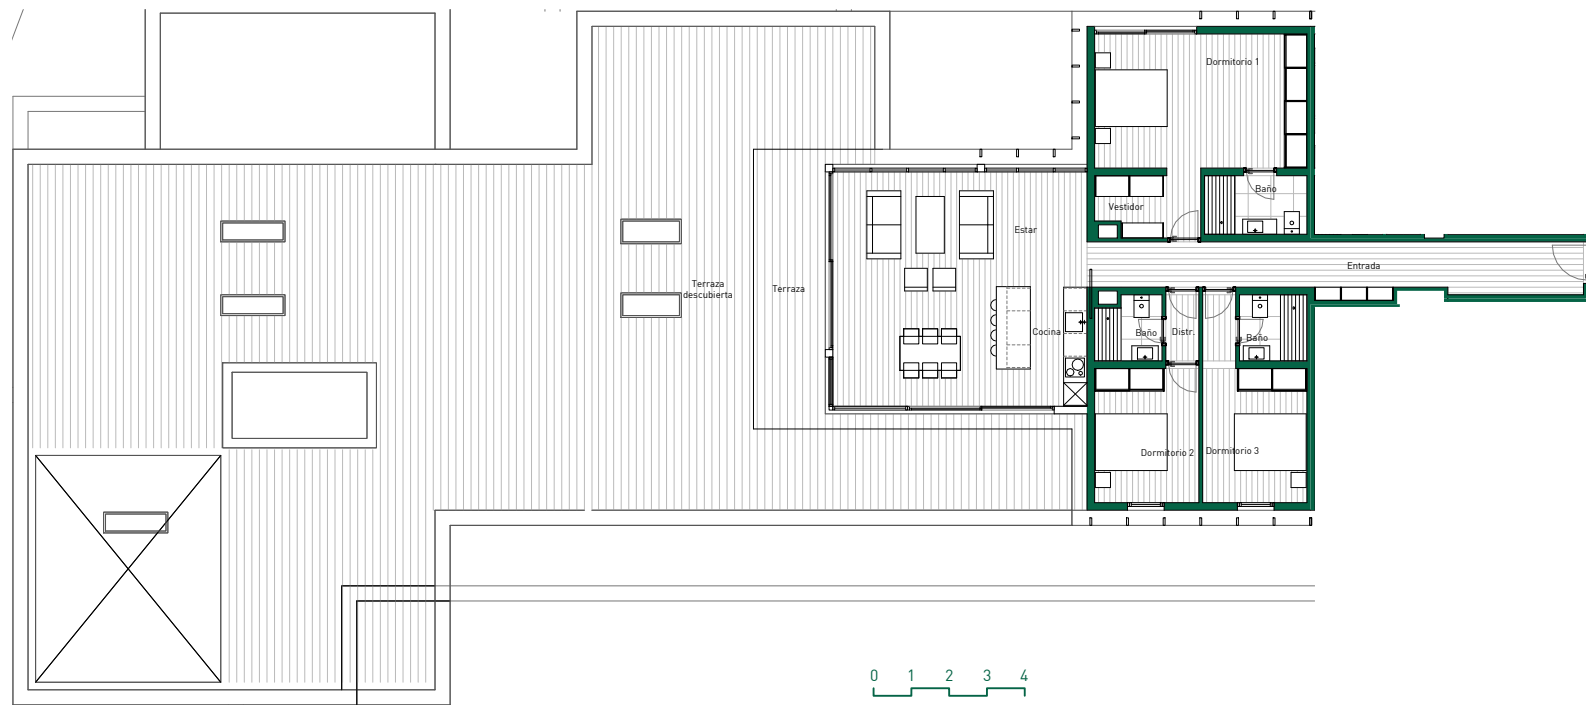 Dormitorio 1
Baño
Vestidor
Estar
Entrada
Terraza
descubierta
Terraza
Cocina
Baño
Distr.
Baño
Dormitorio 2
Dormitorio 3
0 1 2 3 4